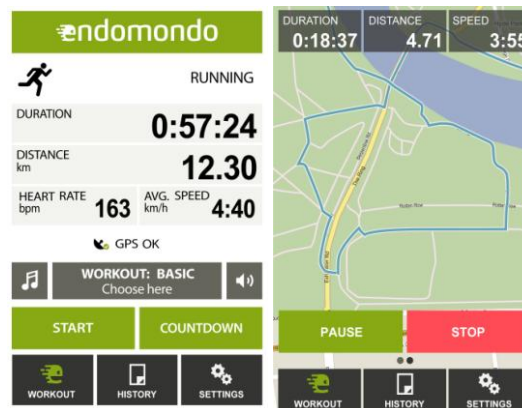 endomondo
RUNNING
DURATION
0:57:24
DISTANCE
km
12.30
HEART RATE
bpm
163
AVG. SPEED
km/h
4:40
GPS OK
WORKOUT: BASIC
Choose here
START
COUNTDOWN
WORKOUT
HISTORY
SETTINGS
DURATION
DISTANCE
SPEED
0:18:37
4.71
3:55
The Ring
PAUSE
STOP
WORKOUT
HISTORY
SETTINGS